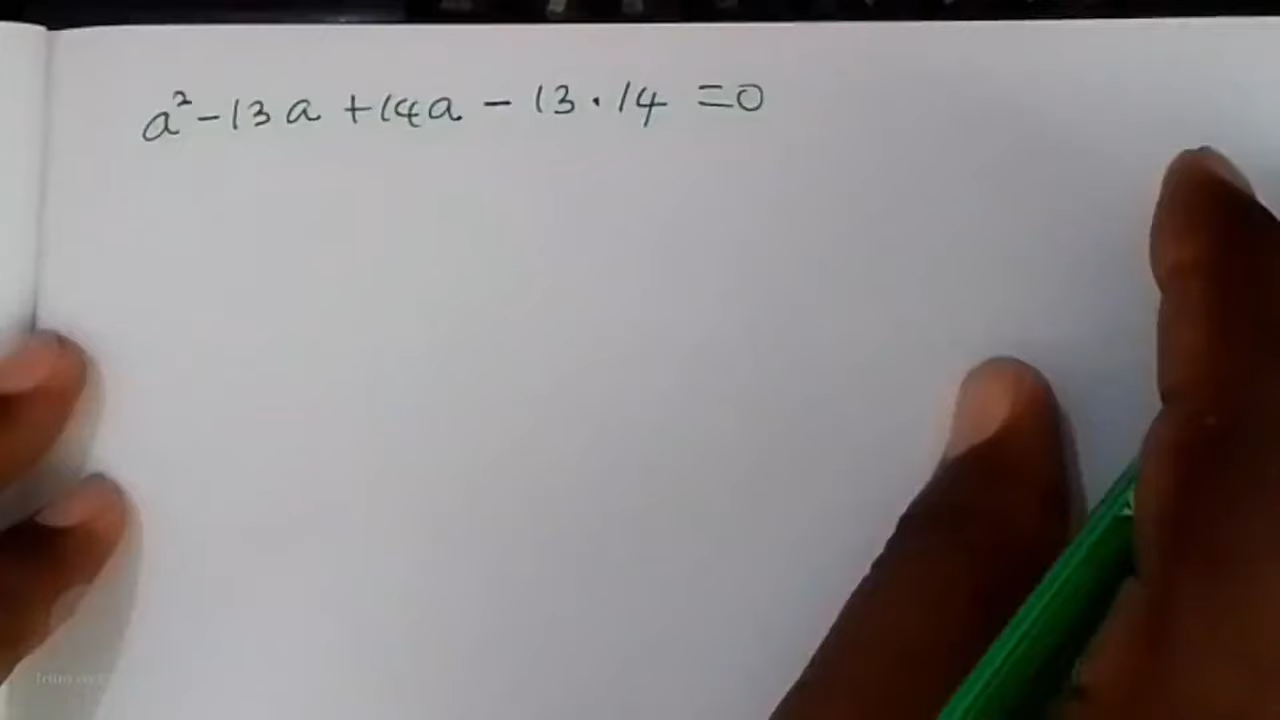 a² - 13a + 14a - 13 · 14 = 0